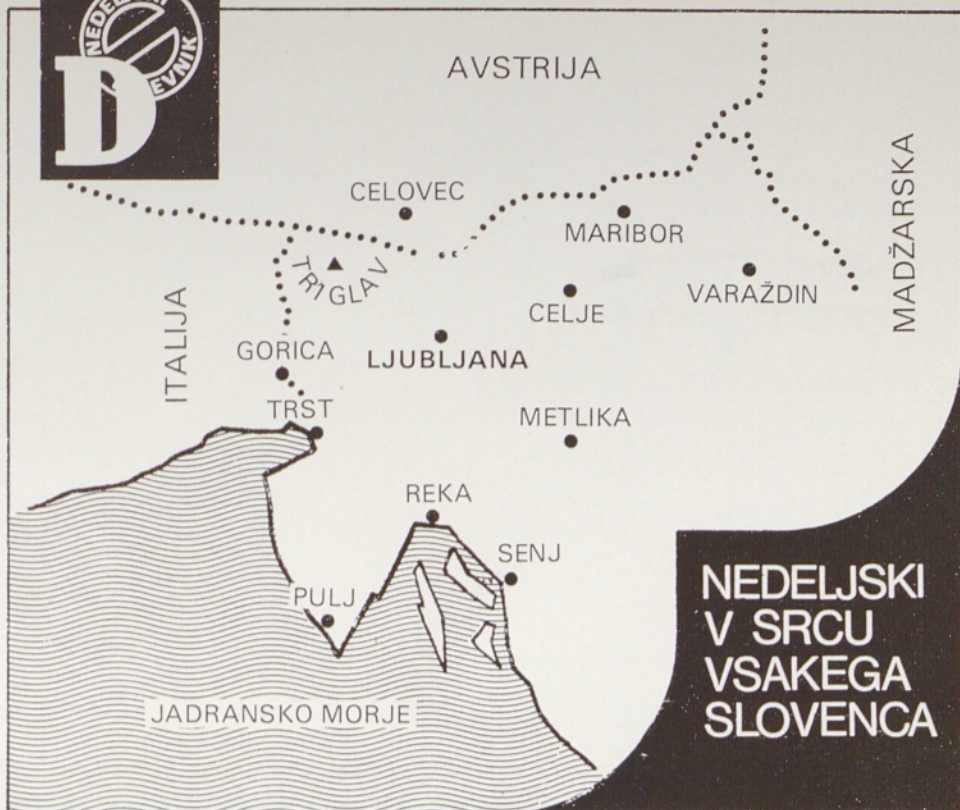 NEDELJSKI
DNEVNIK
D
AVSTRIJA
MADŽARSKA
CELOVEC
MARIBOR
TRIGLAV
VARAŽDIN
CELJE
ITALIJA
GORICA
LJUBLJANA
TRST
METLIKA
REKA
SENJ
PULJ
JADRANSKO MORJE
NEDELJSKI
V SRCU
VSAKEGA
SLOVENCA